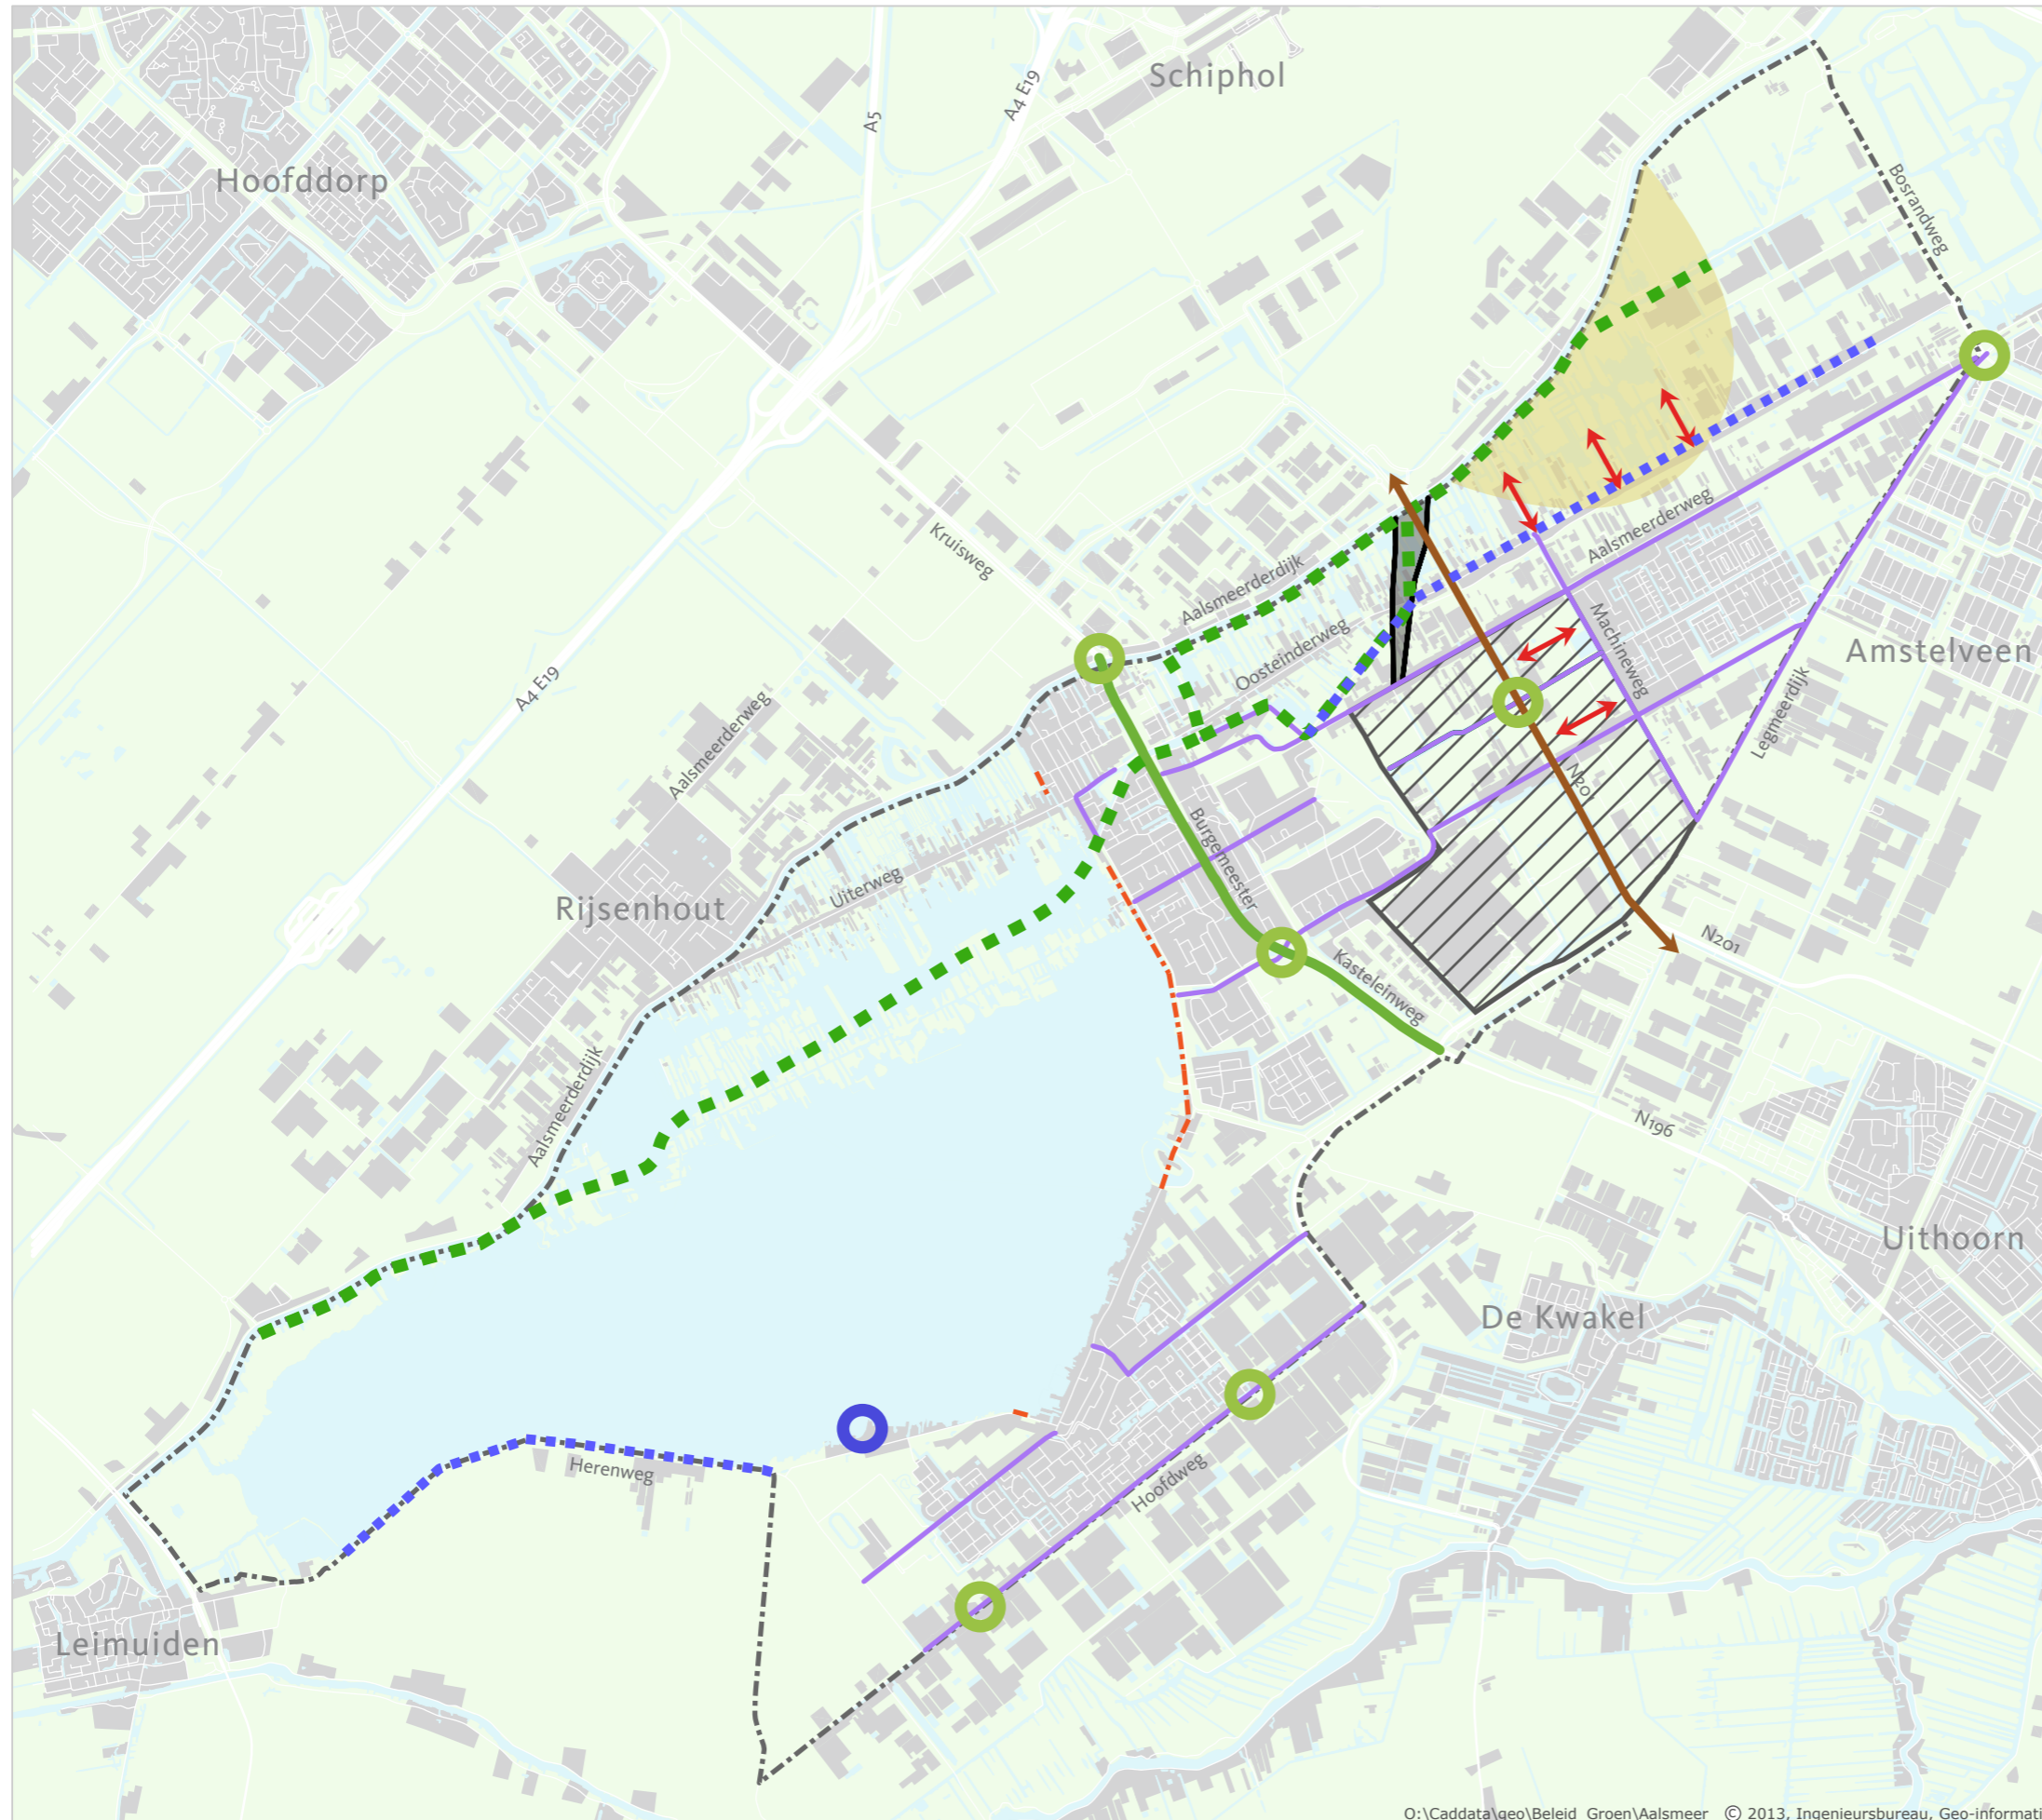 Schiphol
A5
A4 E19
Hoofddorp
Bosrandweg
Kruisweg
Aalsmeerderweg
Aalsmeerderdijk
Oosteinderweg
Machineweg
Amstelveen
A4 E19
Aalsmeerderweg
Legmeerdijk
N201
Burgemeester
Uiterweg
Rijsenhout
N201
Kasteleinweg
Aalsmeerderdijk
N196
Uithoorn
De Kwakel
Herenweg
Hoofdweg
Leimuiden
O:\Caddata\geo\Beleid_Groen\Aalsmeer © 2013, Ingenieursbureau, Geo-informati